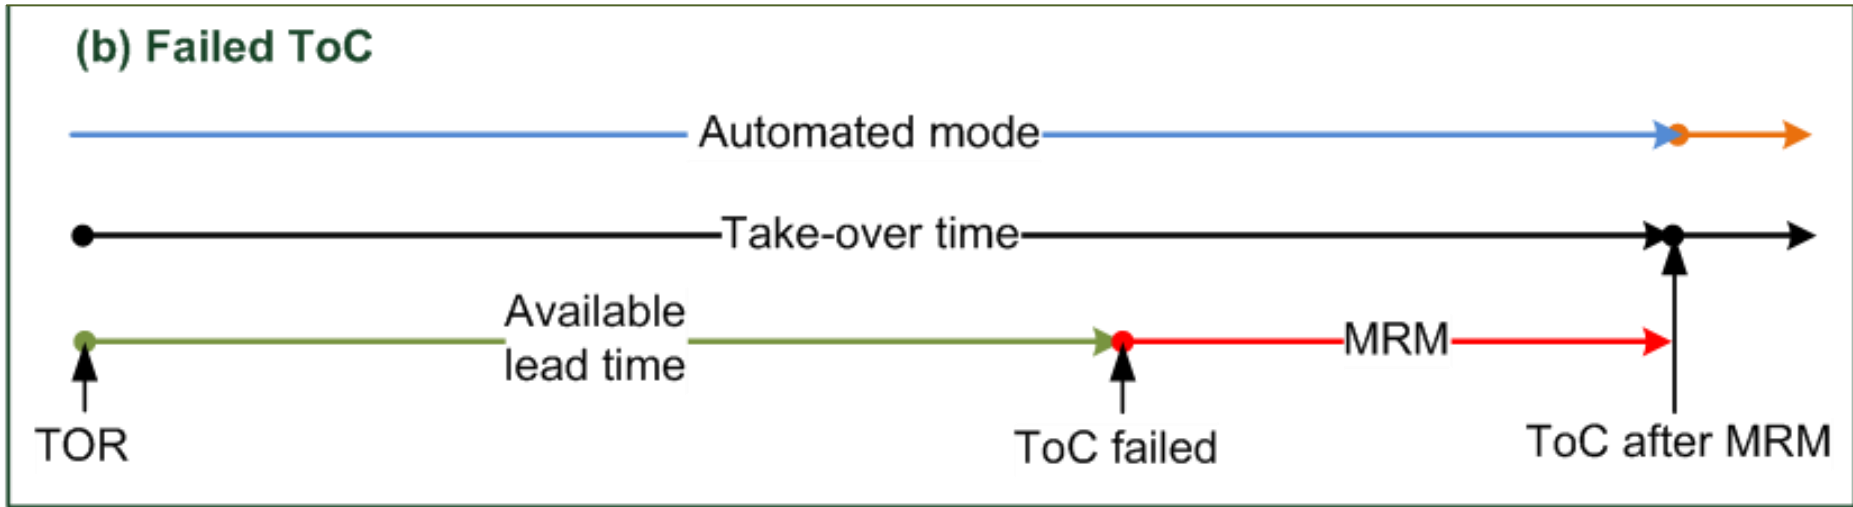 (b) Failed ToC
Automated mode
Take-over time
Available
lead time
MRM
TOR
ToC failed
ToC after MRM